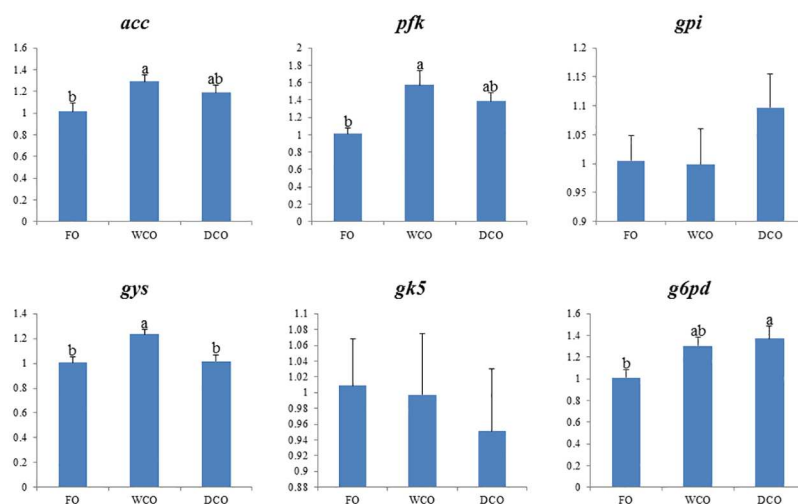 acc
a
ab
b
1.6
1.4
1.2
1
0.8
0.6
0.4
0.2
0
FO WCO DCO
pfk
a
ab
b
2
1.8
1.6
1.4
1.2
1
0.8
0.6
0.4
0.2
0
FO WCO DCO
gpi
1.2
1.15
1.1
1.05
1
0.95
0.9
FO WCO DCO
gys
a
b b
1.4
1.2
1
0.8
0.6
0.4
0.2
0
FO WCO DCO
gk5
1.1
1.08
1.06
1.04
1.02
1
0.98
0.96
0.94
0.92
0.9
0.88
FO WCO DCO
g6pd
a
ab
b
1.6
1.4
1.2
1
0.8
0.6
0.4
0.2
0
FO WCO DCO